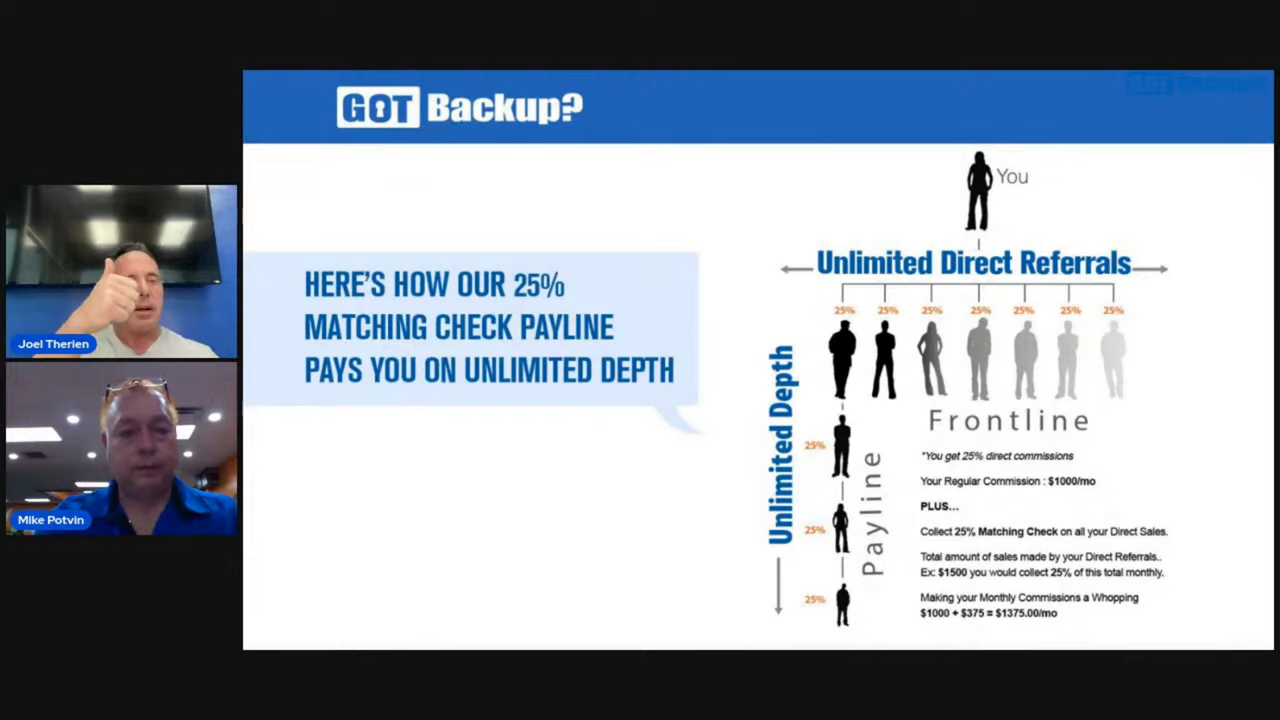 GOT Backup?
You
HERE'S HOW OUR 25%
MATCHING CHECK PAYLINE
PAYS YOU ON UNLIMITED DEPTH
Unlimited Direct Referrals
25% 25% 25% 25% 25% 25% 25%
Frontline
Unlimited Depth
25%
25%
25%
Payline
*You get 25% direct commissions
Your Regular Commission : $1000/mo
PLUS...
Collect 25% Matching Check on all your Direct Sales.
Total amount of sales made by your Direct Referrals..
Ex: $1500 you would collect 25% of this total monthly.
Making your Monthly Commissions a Whopping
$1000 + $375 = $1375.00/mo
Joel Therien
Mike Potvin